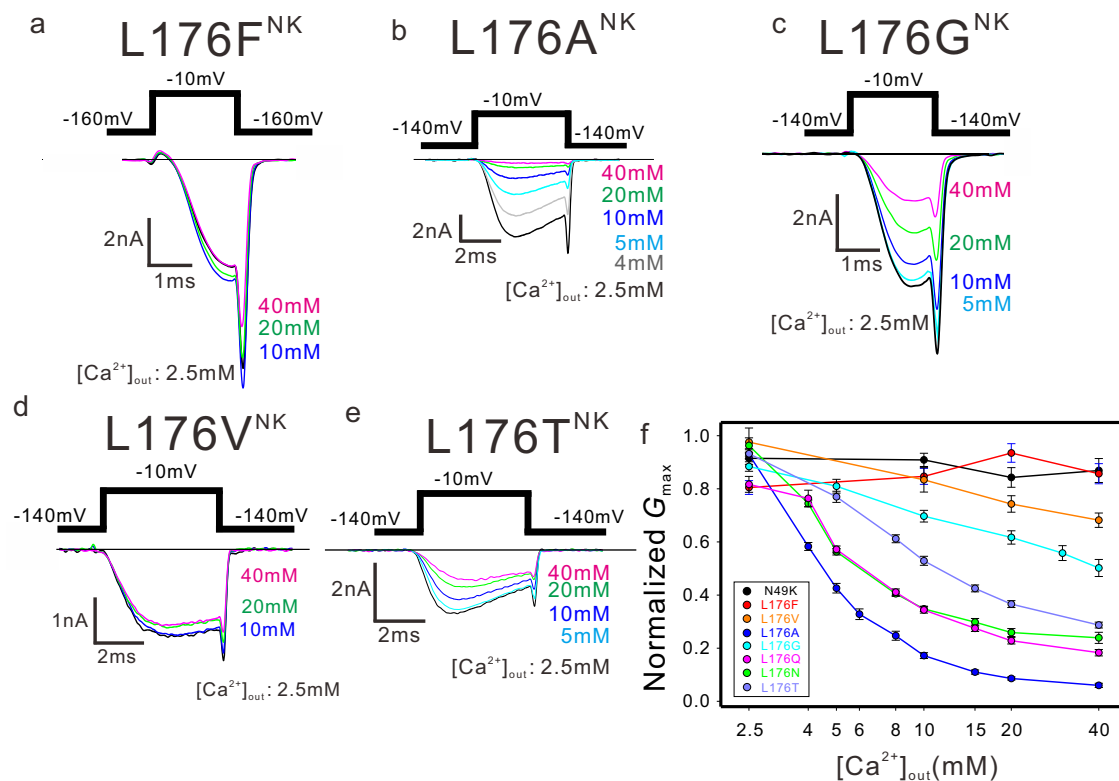 a
L176F^NK
-10mV
-160mV
-160mV
2nA
1ms
40mM
20mM
10mM
[Ca²⁺]out: 2.5mM
b
L176A^NK
-10mV
-140mV
-140mV
2nA
2ms
40mM
20mM
10mM
5mM
4mM
[Ca²⁺]out: 2.5mM
c
L176G^NK
-10mV
-140mV
-140mV
2nA
1ms
40mM
20mM
10mM
5mM
[Ca²⁺]out: 2.5mM
d
L176V^NK
-10mV
-140mV
-140mV
1nA
2ms
40mM
20mM
10mM
[Ca²⁺]out: 2.5mM
e
L176T^NK
-10mV
-140mV
-140mV
2nA
2ms
40mM
20mM
10mM
5mM
[Ca²⁺]out: 2.5mM
f
Normalized Gmax
1.0
0.8
0.6
0.4
0.2
0.0
N49K
L176F
L176V
L176A
L176G
L176Q
L176N
L176T
2.5 4 5 6 8 10 15 20 40
[Ca²⁺]out(mM)